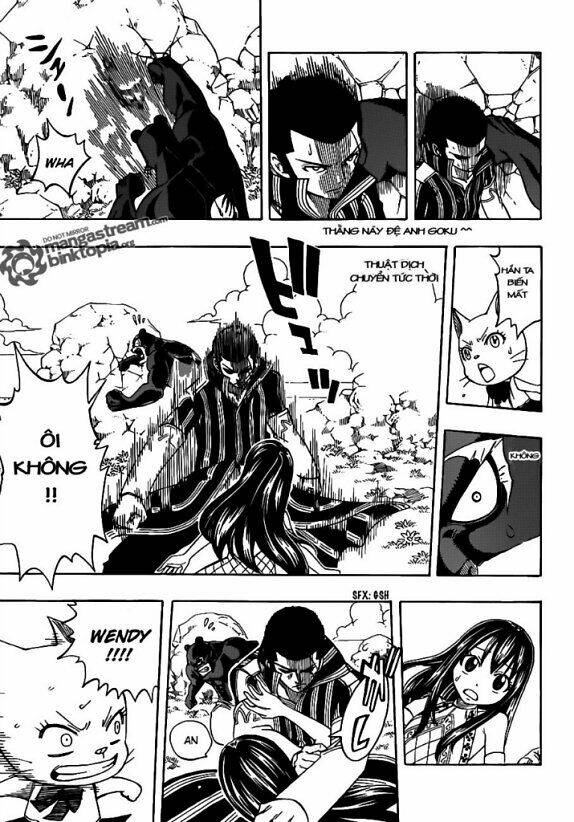 WHA
DO NOT MIRROR
mangastream.com
binktopia.org
THẰNG NÀY ĐỆ ANH GOKU ^^
HẮN TA
BIẾN
MẤT
THUẬT DỊCH
CHUYỂN TỨC THỜI
KHÔNG
ÔI
KHÔNG
!!
SFX: GSH
WENDY
!!!!
AN